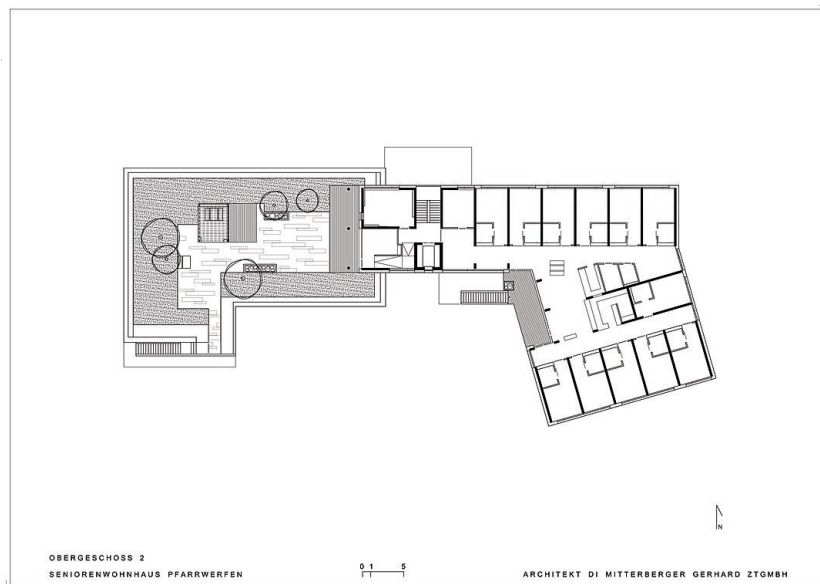 N
OBERGESCHOSS 2
SENIORENWOHNHAUS PFARRWERFEN
0 1 5
ARCHITEKT DI MITTERBERGER GERHARD ZTGMBH